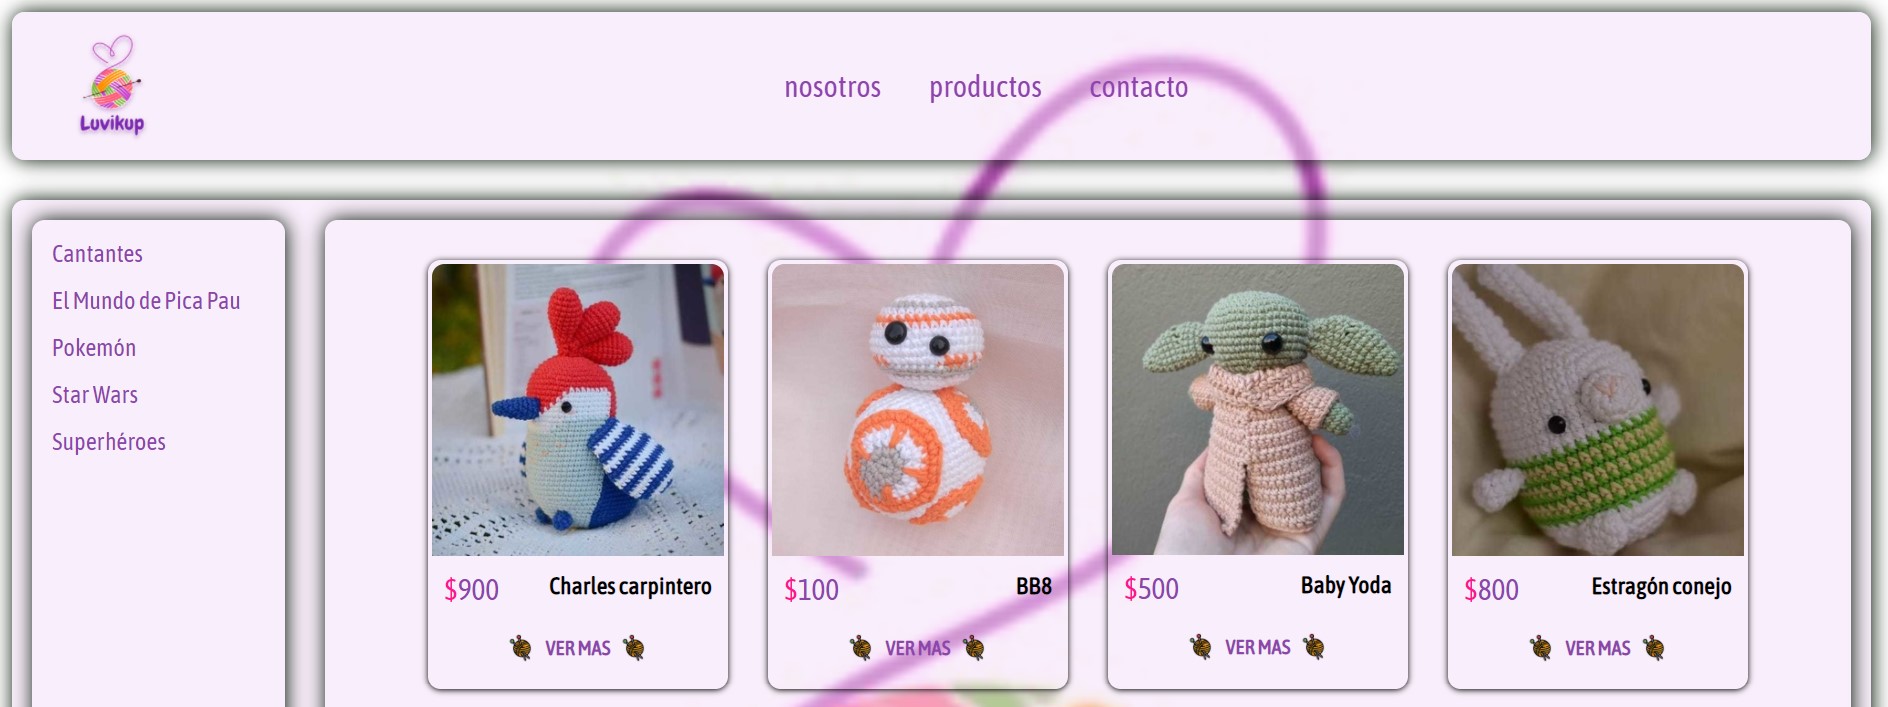 Luvikup
nosotros productos contacto
Cantantes
El Mundo de Pica Pau
Pokemón
Star Wars
Superhéroes
$900 Charles carpintero
VER MAS
$100 BB8
VER MAS
$500 Baby Yoda
VER MAS
$800 Estragón conejo
VER MAS